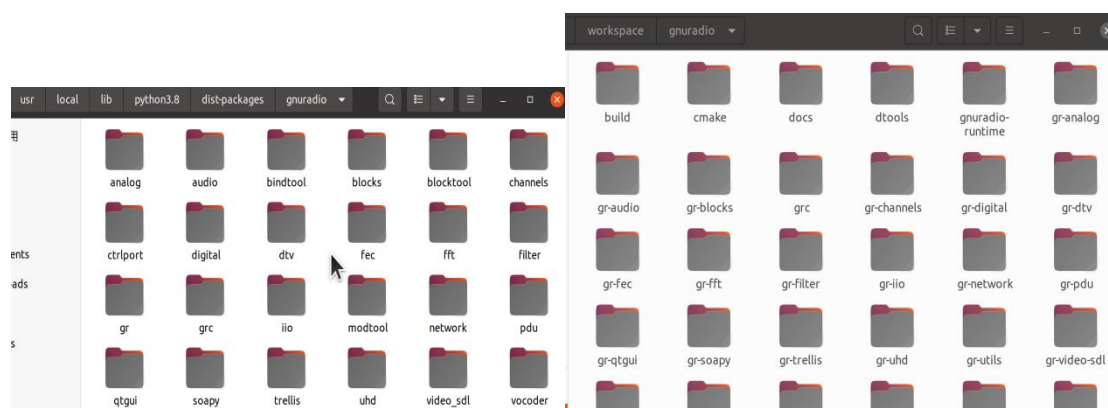 usr local lib python3.8 dist-packages gnuradio
ents
ads
s
analog audio bindtool blocks blocktool channels
ctrlport digital dtv fec fft filter
gr grc iio modtool network pdu
qtgui soapy trellis uhd video_sdl vocoder
workspace gnuradio
build cmake docs dtools gnuradio-runtime gr-analog
gr-audio gr-blocks grc gr-channels gr-digital gr-dtv
gr-fec gr-fft gr-filter gr-iio gr-network gr-pdu
gr-qtgui gr-soapy gr-trellis gr-uhd gr-utils gr-video-sdl